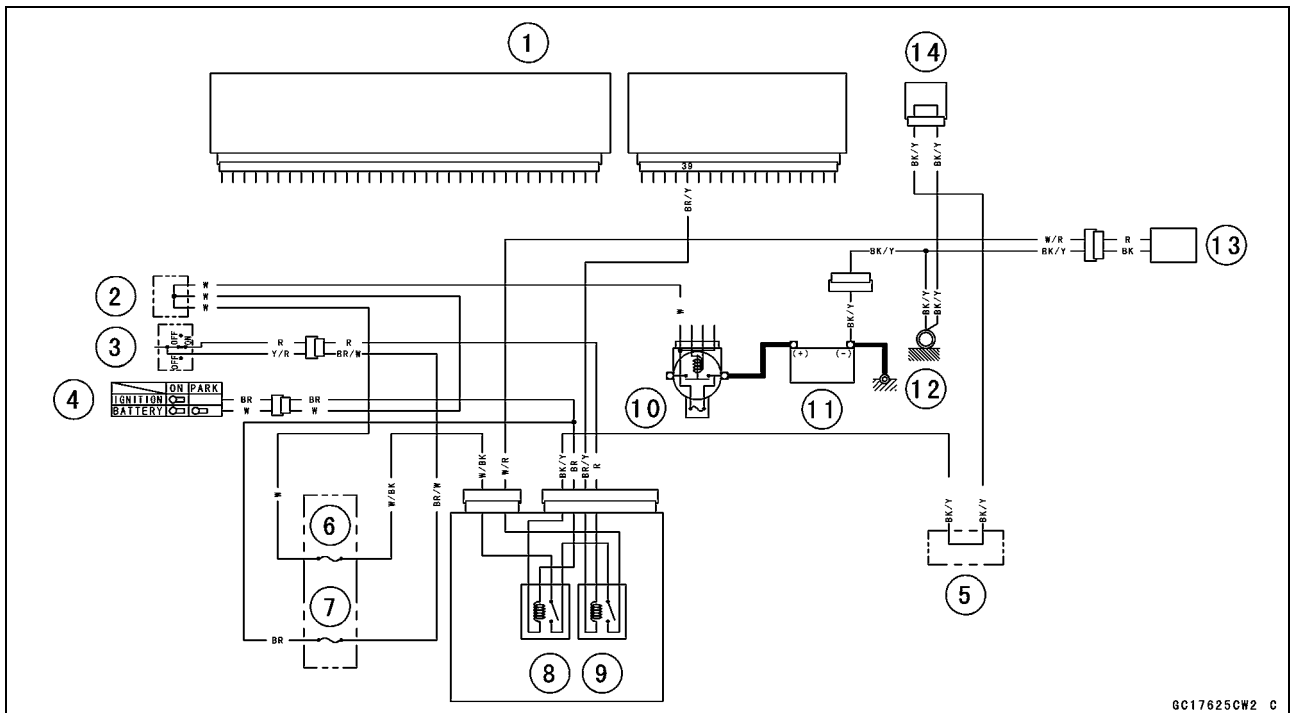 1
14
39
BR/Y
BK/Y
BK/Y
W/R
R
13
BK/Y
BK/Y
BK
2
W
W
W
W
BK/Y
BK/Y
BK/Y
3
OFF
ON
OFF
R
R
Y/R
BR/W
(+)
(-)
12
4
ON PARK
IGNITION
BATTERY
BR
BR
W
W
10
11
W
W/BK
BR/W
W/BK
W/R
BK/Y
BR
BR/Y
R
BK/Y
BK/Y
6
7
BR
5
8
9
GC17625CW2 C